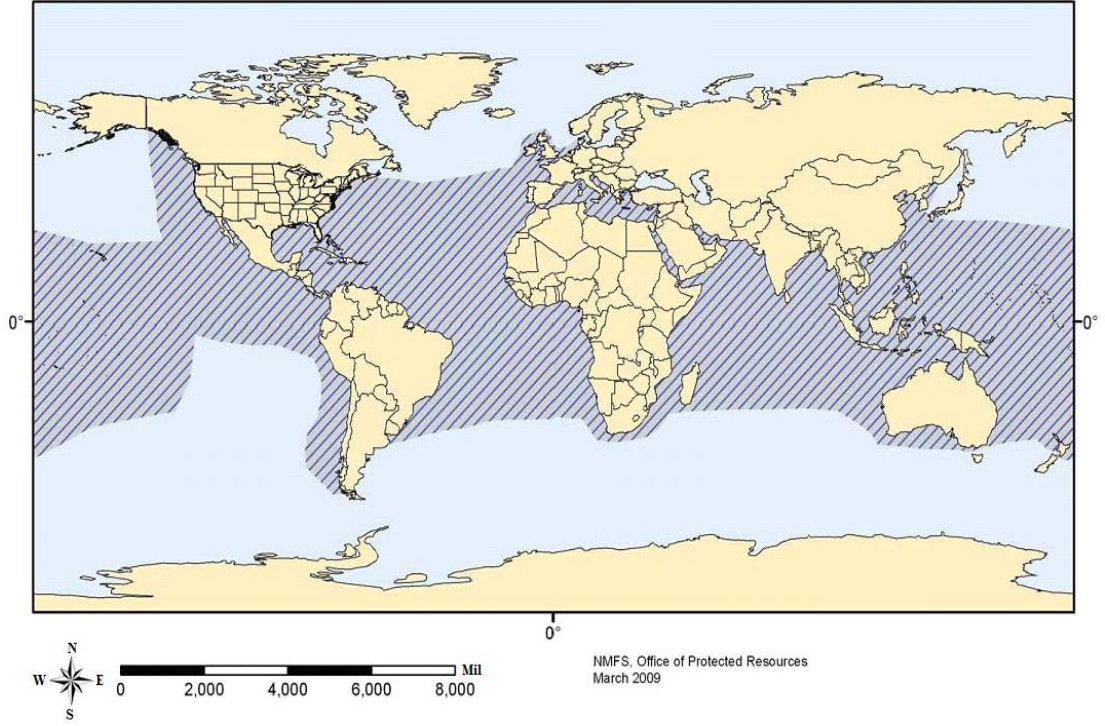 0°
0°
0°
N
W E
S
Mil
0 2,000 4,000 6,000 8,000
NMFS, Office of Protected Resources
March 2009